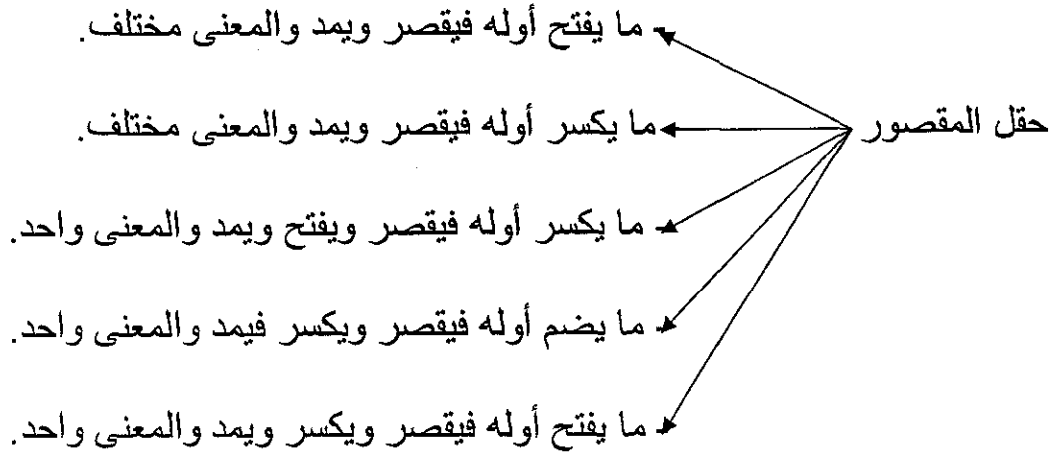 ما يفتح أوله فيقصر ويمد والمعنى مختلف.
حقل المقصور
ما يكسر أوله فيقصر ويمد والمعنى مختلف.
ما يكسر أوله فيقصر ويفتح ويمد والمعنى واحد.
ما يضم أوله فيقصر ويكسر فيمد والمعنى واحد.
ما يفتح أوله فيقصر ويكسر ويمد والمعنى واحد.